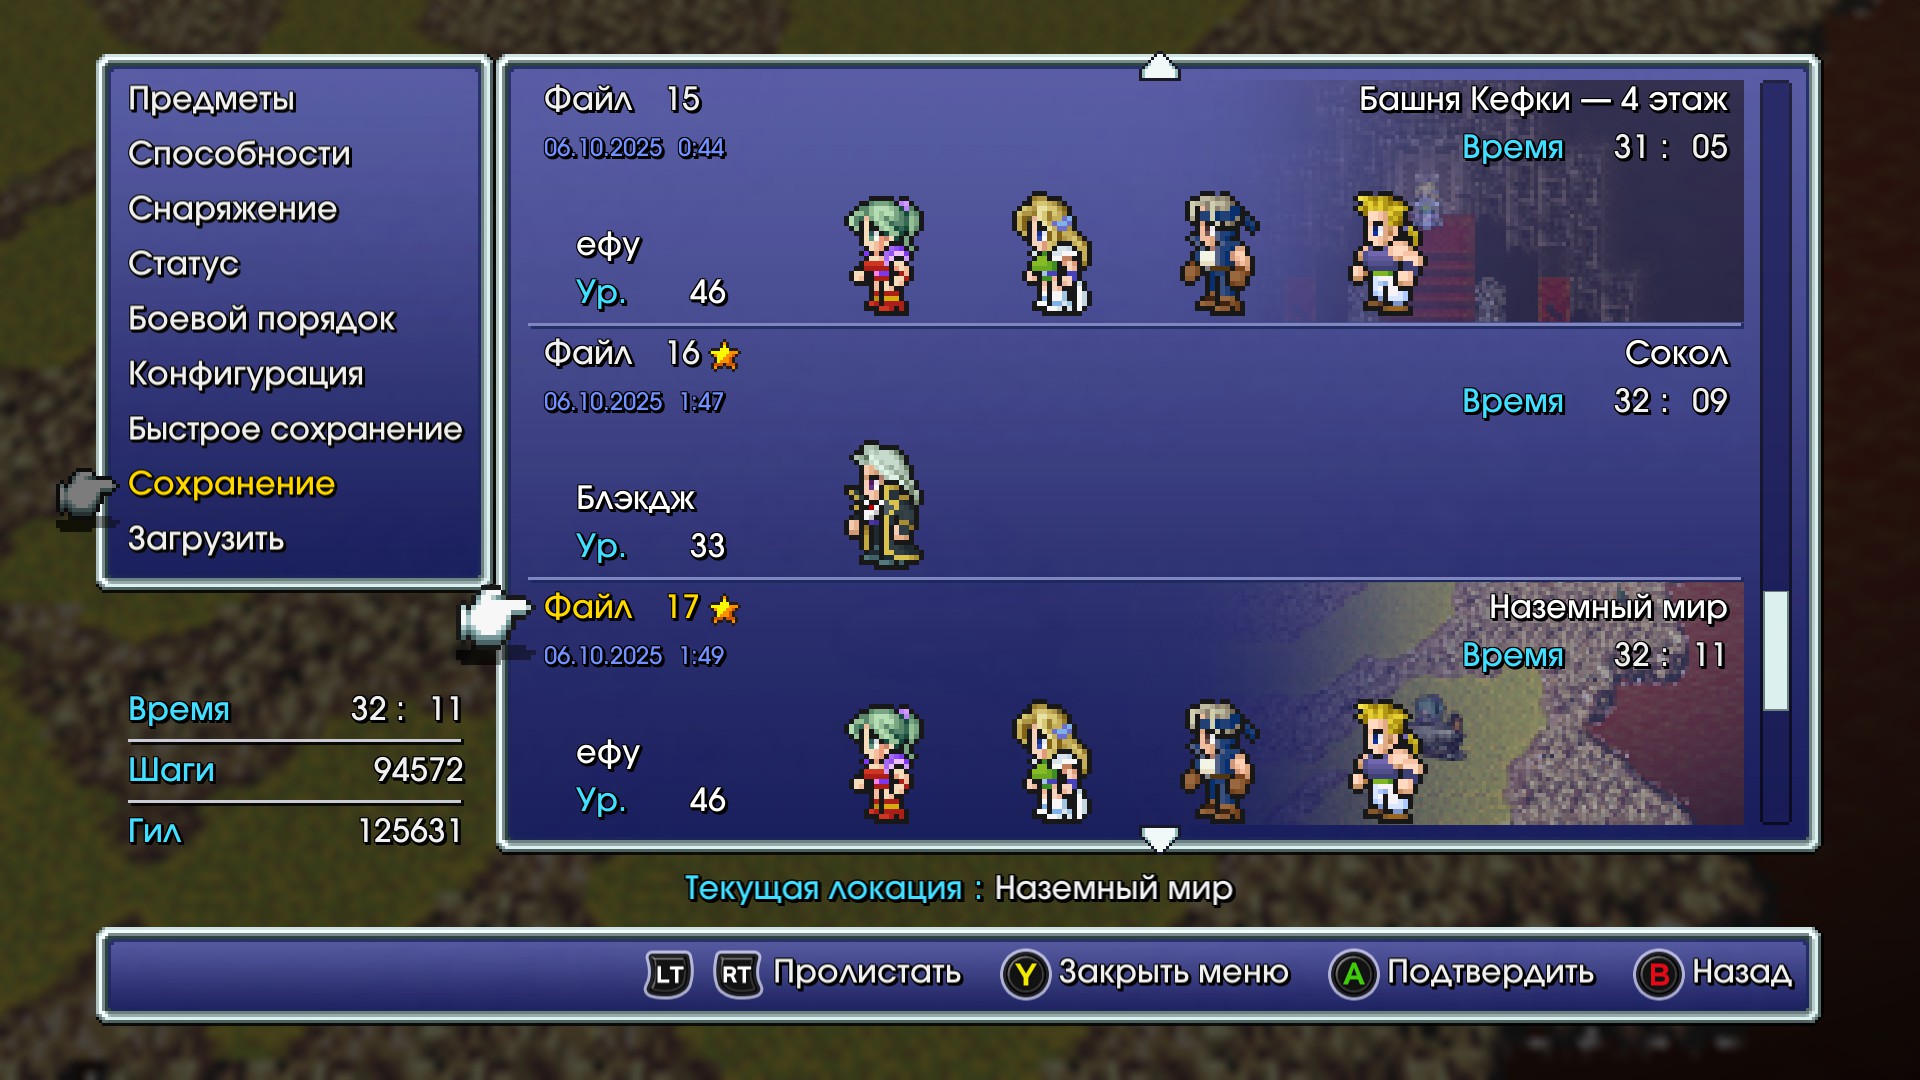 Предметы
Способности
Снаряжение
Статус
Боевой порядок
Конфигурация
Быстрое сохранение
Сохранение
Загрузить
Время 32 : 11
Шаги 94572
Гил 125631
Файл 15 Башня Кефки — 4 этаж
06.10.2025 0:44 Время 31 : 05
ефу
Ур. 46
Файл 16 Сокол
06.10.2025 1:47 Время 32 : 09
Блэкдж
Ур. 33
Файл 17 Наземный мир
06.10.2025 1:49 Время 32 : 11
ефу
Ур. 46
Текущая локация : Наземный мир
LT RT Пролистать Y Закрыть меню A Подтвердить B Назад